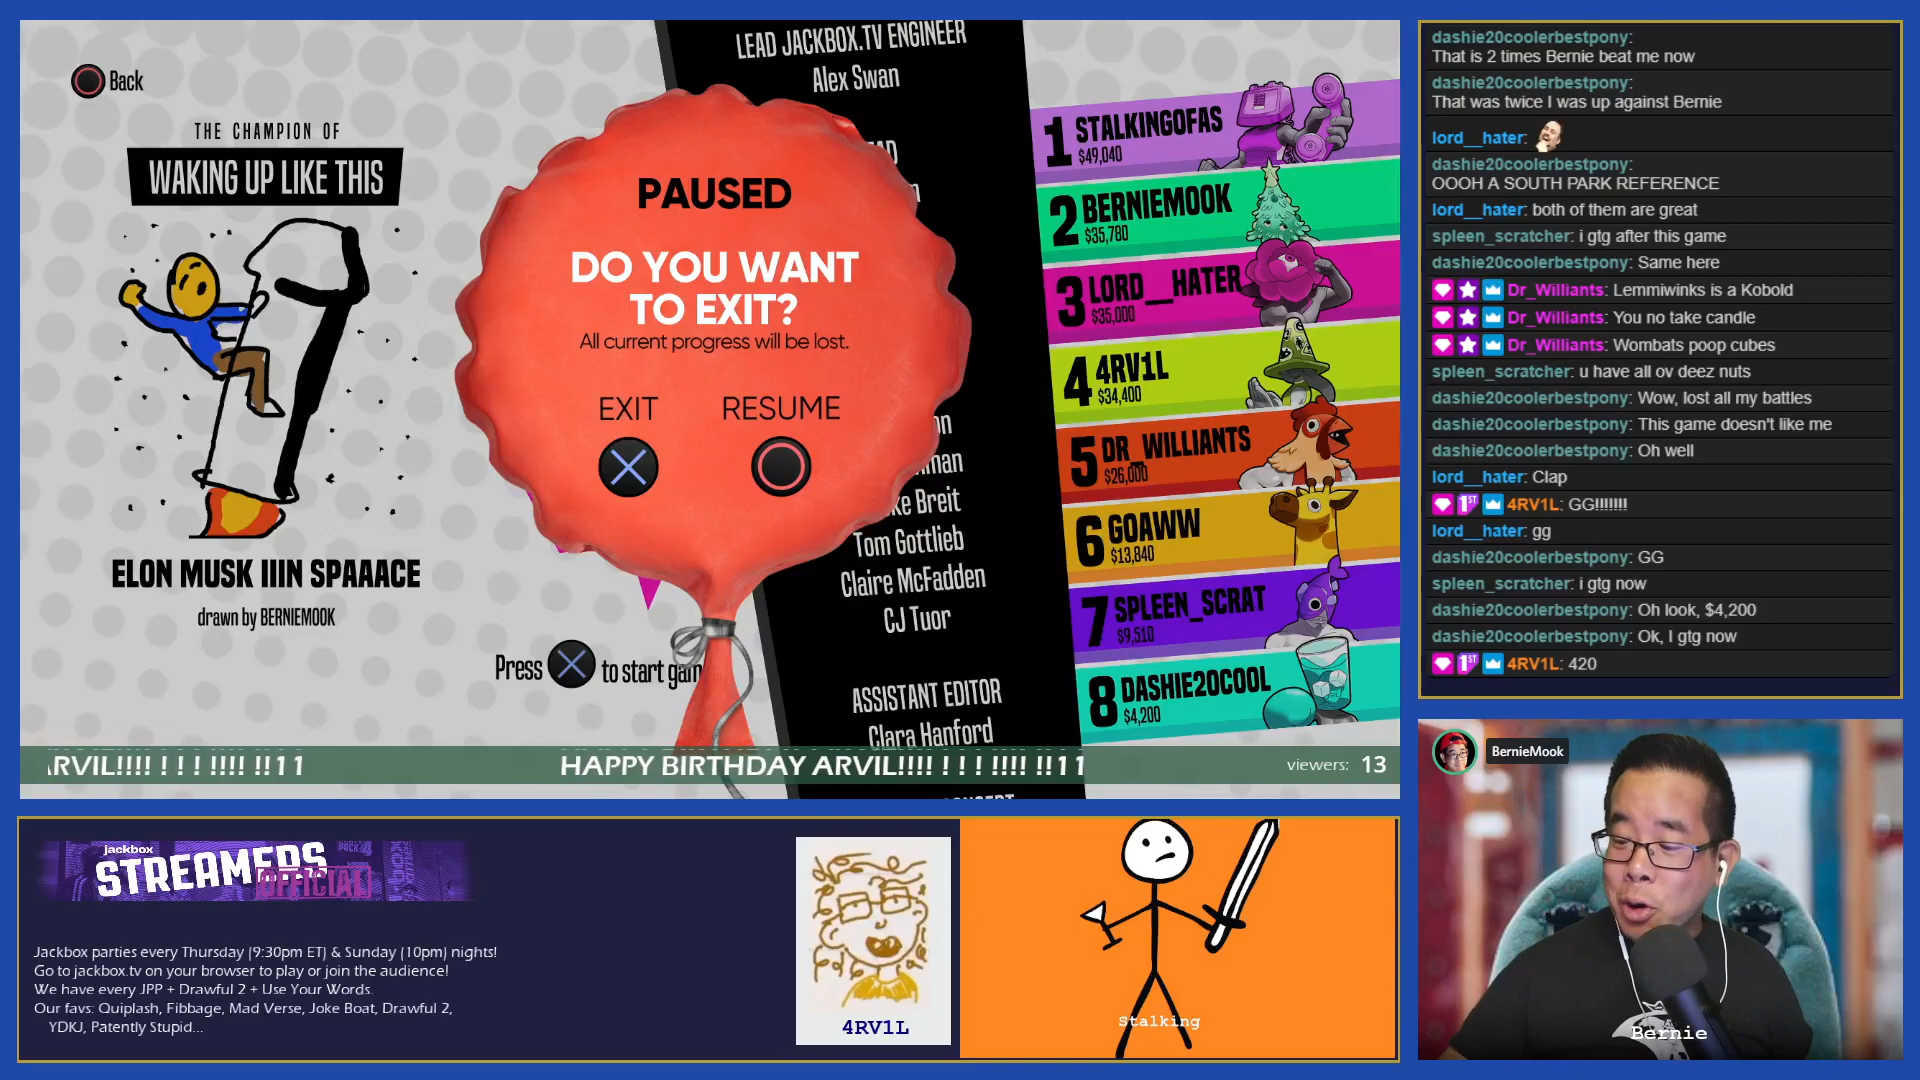 Back
THE CHAMPION OF
WAKING UP LIKE THIS
ELON MUSK IIIN SPAAACE
drawn by BERNIEMOOK
LEAD JACKBOX.TV ENGINEER
Alex Swan
PAUSED
DO YOU WANT
TO EXIT?
All current progress will be lost.
EXIT RESUME
Press to start gam
Breit
Tom Gottlieb
Claire McFadden
CJ Tuor
ASSISTANT EDITOR
Clara Hanford
1 STALKINGOFAS
$49,040
2 BERNIEMOOK
$35,780
3 LORD__HATER
$35,000
4 4RV1L
$34,400
5 DR_WILLIANTS
$26,000
6 GOAWW
$13,840
7 SPLEEN_SCRAT
$9,510
8 DASHIE20COOL
$4,200
RVIL!!!! ! ! ! !!!! !!11 HAPPY BIRTHDAY ARVIL!!!! ! ! ! !!!! !!11 viewers: 13
jackbox
STREAMERS
OFFICIAL
Jackbox parties every Thursday (9:30pm ET) & Sunday (10pm) nights!
Go to jackbox.tv on your browser to play or join the audience!
We have every JPP + Drawful 2 + Use Your Words.
Our favs: Quiplash, Fibbage, Mad Verse, Joke Boat, Drawful 2,
YDKJ, Patently Stupid...
4RV1L
Stalking
dashie20coolerbestpony:
That is 2 times Bernie beat me now
dashie20coolerbestpony:
That was twice I was up against Bernie
lord__hater:
dashie20coolerbestpony:
OOOH A SOUTH PARK REFERENCE
lord__hater: both of them are great
spleen_scratcher: i gtg after this game
dashie20coolerbestpony: Same here
Dr_Williants: Lemmiwinks is a Kobold
Dr_Williants: You no take candle
Dr_Williants: Wombats poop cubes
spleen_scratcher: u have all ov deez nuts
dashie20coolerbestpony: Wow, lost all my battles
dashie20coolerbestpony: This game doesn't like me
dashie20coolerbestpony: Oh well
lord__hater: Clap
1ST 4RV1L: GG!!!!!!!
lord__hater: gg
dashie20coolerbestpony: GG
spleen_scratcher: i gtg now
dashie20coolerbestpony: Oh look, $4,200
dashie20coolerbestpony: Ok, I gtg now
1ST 4RV1L: 420
BernieMook
Bernie